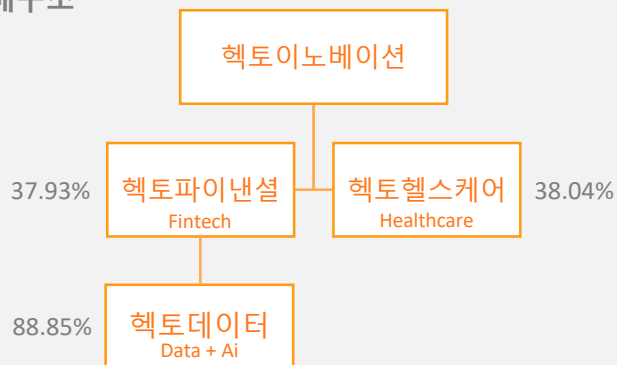 헥토이노베이션
37.93%
헥토파이낸셜
Fintech
헥토헬스케어
Healthcare
38.04%
88.85%
헥토데이터
Data + Ai